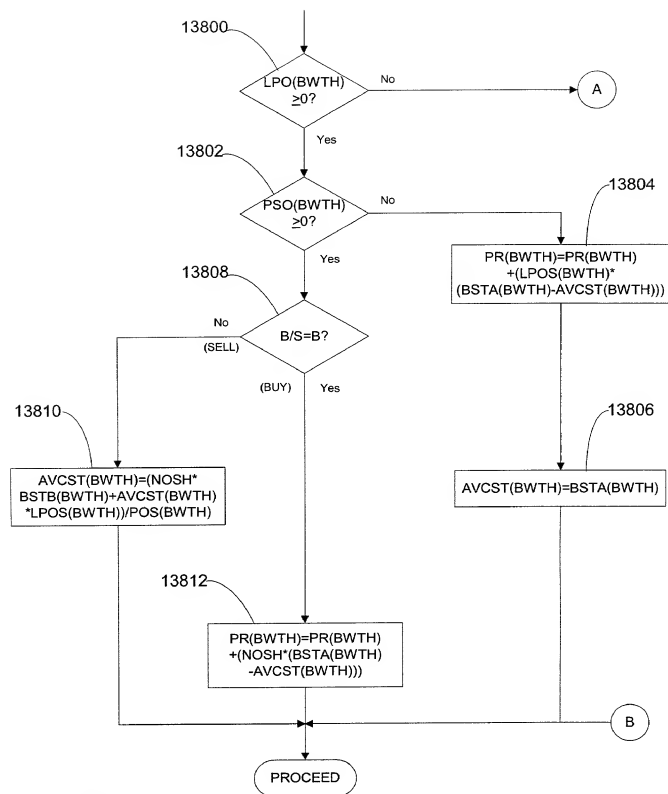 13800
LPO(BWTH)
≥0?
No
A
Yes
13802
PSO(BWTH)
≥0?
No
13804
Yes
PR(BWTH)=PR(BWTH)
+(LPOS(BWTH)*
(BSTA(BWTH)-AVCST(BWTH)))
13808
B/S=B?
No
(SELL)
(BUY) Yes
13810
13806
AVCST(BWTH)=(NOSH*
BSTB(BWTH)+AVCST(BWTH)
*LPOS(BWTH))/POS(BWTH)
AVCST(BWTH)=BSTA(BWTH)
13812
PR(BWTH)=PR(BWTH)
+(NOSH*(BSTA(BWTH)
-AVCST(BWTH)))
B
PROCEED